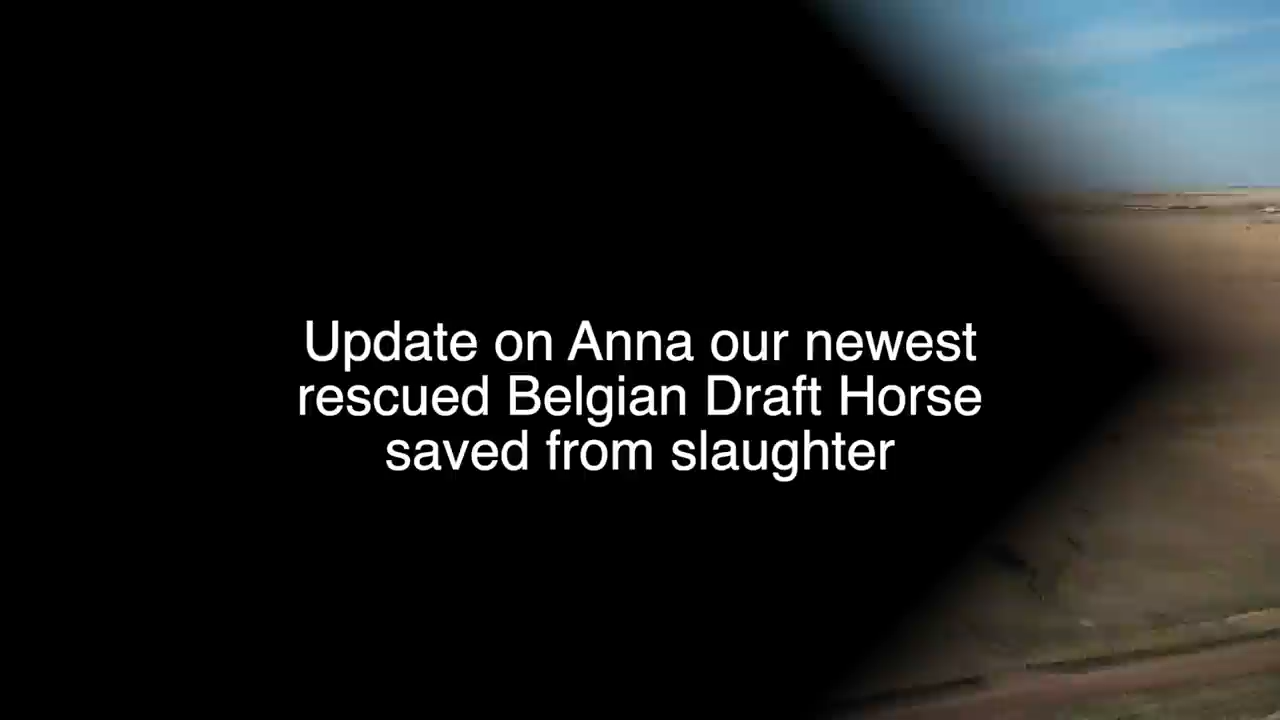 Update on Anna our newest
rescued Belgian Draft Horse
saved from slaughter